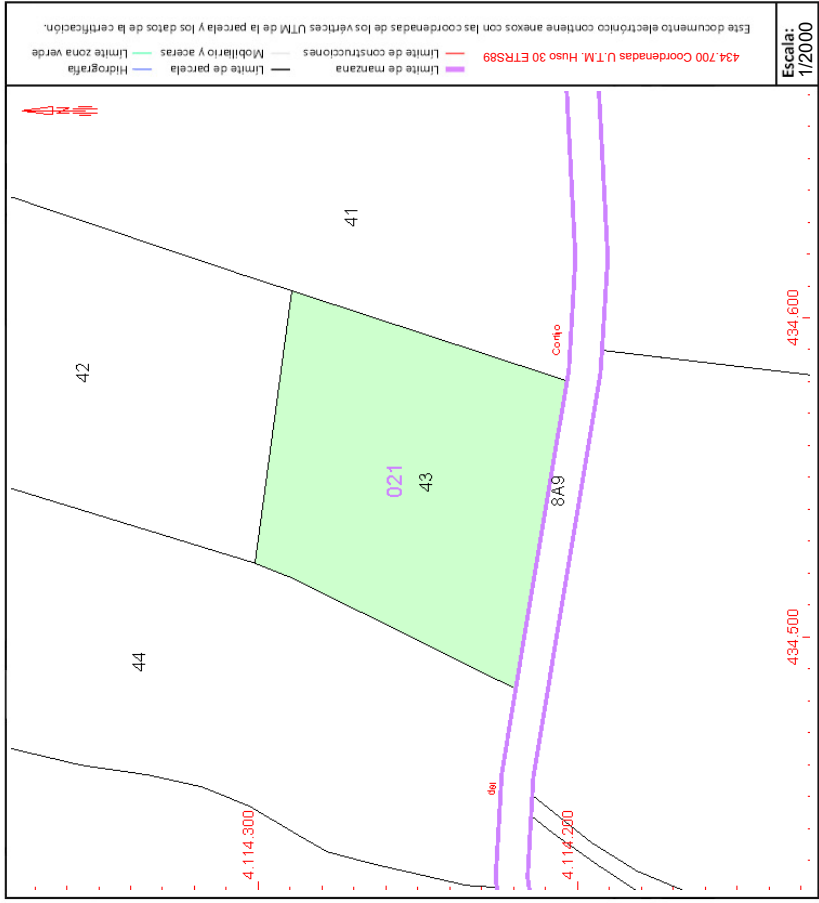 Este documento electrónico contiene anexos con las coordenadas de los vértices UTM de la parcela y los datos de la certificación.
434.700 Coordenadas U.T.M. Huso 30 ETRS89
Límite de manzana
Límite de construcciones
Límite de parcela
Mobiliario y aceras
Hidrografía
Límite zona verde
Escala:
1/2000
N
41
42
Cortijo
434.600
021
43
8A9
44
434.500
del
4.114.300
4.114.200